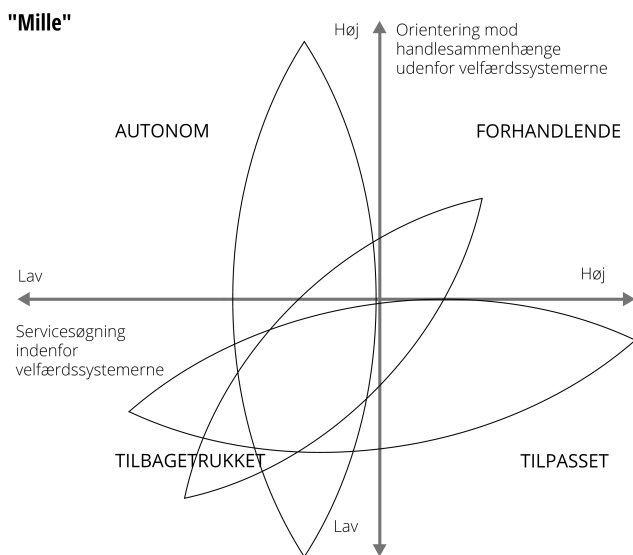 "Mille"
Høj
Orientering mod
handlesammenhænge
udenfor velfærdssystemerne
AUTONOM
FORHANDLENDE
Lav
Høj
Servicesøgning
indenfor
velfærdssystemerne
TILBAGETRUKKET
TILPASSET
Lav